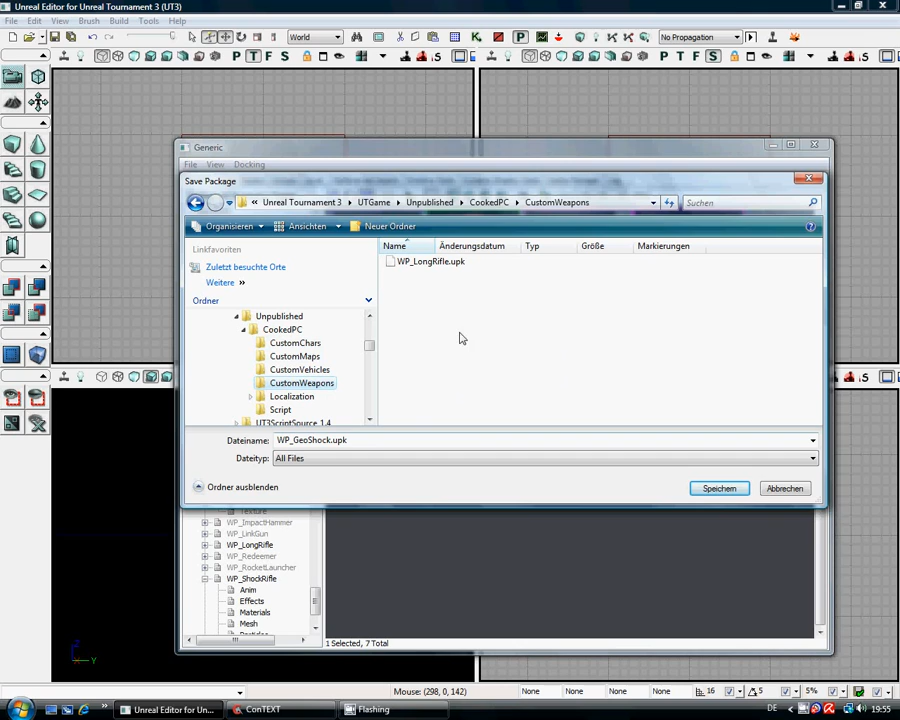 Unreal Editor for Unreal Tournament 3 (UT3)
File Edit View Brush Build Tools Help
World
No Propagation
P T F S
P T F S
Generic
File View Docking
Save Package
« Unreal Tournament 3 UTGame Unpublished CookedPC CustomWeapons
Suchen
Organisieren Ansichten Neuer Ordner
Linkfavoriten
Zuletzt besuchte Orte
Weitere »
Ordner
Unpublished
CookedPC
CustomChars
CustomMaps
CustomVehicles
CustomWeapons
Localization
Script
UT3ScriptSource 1.4
Name Änderungsdatum Typ Größe Markierungen
WP_LongRifle.upk
Dateiname: WP_GeoShock.upk
Dateityp: All Files
Ordner ausblenden
Speichern
Abbrechen
Texture
WP_ImpactHammer
WP_LinkGun
WP_LongRifle
WP_Redeemer
WP_RocketLauncher
WP_ShockRifle
Anim
Effects
Materials
Mesh
1 Selected, 7 Total
Z
Y
Mouse: (298, 0, 142)
None None None None
16 5 5%
Unreal Editor for Un...
ConTEXT
Flashing
DE
19:55